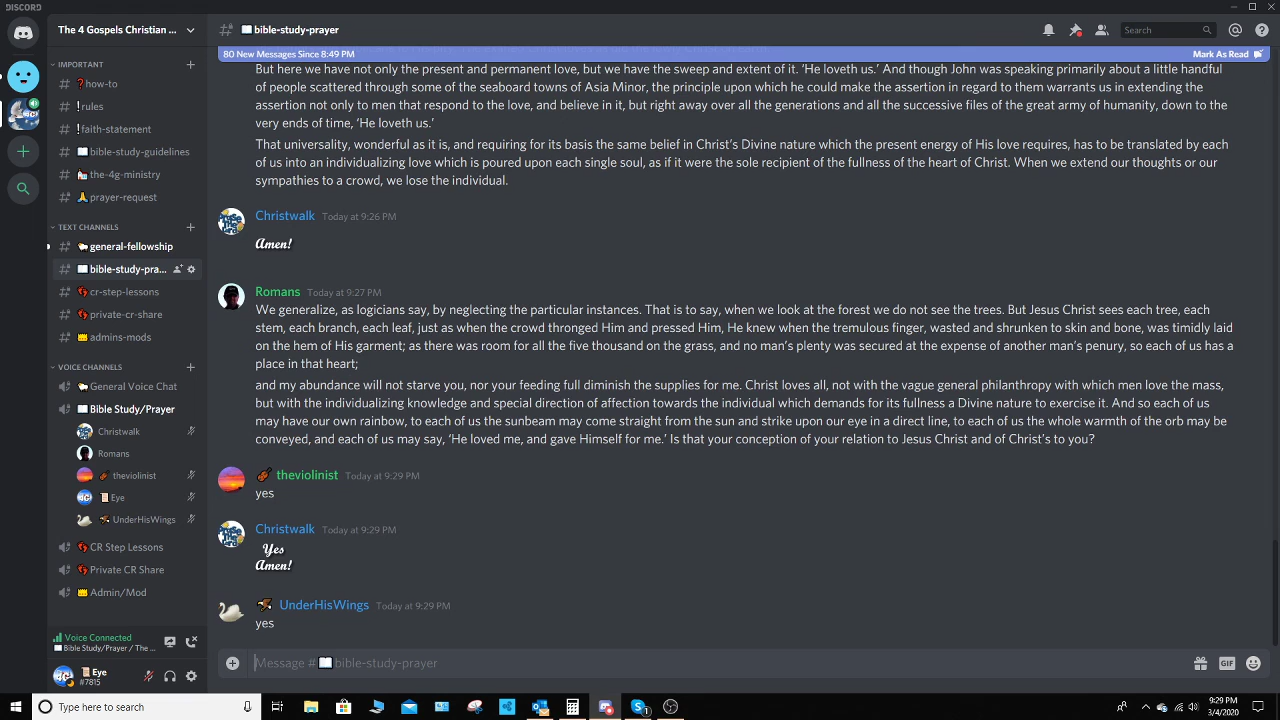 DISCORD
The 4 Gospels Christian ...
IMPORTANT
how-to
rules
faith-statement
bible-study-guidelines
the-4g-ministry
prayer-request
TEXT CHANNELS
general-fellowship
bible-study-pra...
cr-step-lessons
private-cr-share
admins-mods
VOICE CHANNELS
General Voice Chat
Bible Study/Prayer
Christwalk
Romans
theviolinist
Eye
UnderHisWings
CR Step Lessons
Private CR Share
Admin/Mod
Voice Connected
Bible Study/Prayer / The ...
Eye
#7815
bible-study-prayer
Search
80 New Messages Since 8:49 PM
Mark As Read
But here we have not only the present and permanent love, but we have the sweep and extent of it. ‘He loveth us.’ And though John was speaking primarily about a little handful
of people scattered through some of the seaboard towns of Asia Minor, the principle upon which he could make the assertion in regard to them warrants us in extending the
assertion not only to men that respond to the love, and believe in it, but right away over all the generations and all the successive files of the great army of humanity, down to the
very ends of time, ‘He loveth us.’
That universality, wonderful as it is, and requiring for its basis the same belief in Christ’s Divine nature which the present energy of His love requires, has to be translated by each
of us into an individualizing love which is poured upon each single soul, as if it were the sole recipient of the fullness of the heart of Christ. When we extend our thoughts or our
sympathies to a crowd, we lose the individual.
Christwalk Today at 9:26 PM
Amen!
Romans Today at 9:27 PM
We generalize, as logicians say, by neglecting the particular instances. That is to say, when we look at the forest we do not see the trees. But Jesus Christ sees each tree, each
stem, each branch, each leaf, just as when the crowd thronged Him and pressed Him, He knew when the tremulous finger, wasted and shrunken to skin and bone, was timidly laid
on the hem of His garment; as there was room for all the five thousand on the grass, and no man’s plenty was secured at the expense of another man’s penury, so each of us has a
place in that heart;
and my abundance will not starve you, nor your feeding full diminish the supplies for me. Christ loves all, not with the vague general philanthropy with which men love the mass,
but with the individualizing knowledge and special direction of affection towards the individual which demands for its fullness a Divine nature to exercise it. And so each of us
may have our own rainbow, to each of us the sunbeam may come straight from the sun and strike upon our eye in a direct line, to each of us the whole warmth of the orb may be
conveyed, and each of us may say, ‘He loved me, and gave Himself for me.’ Is that your conception of your relation to Jesus Christ and of Christ’s to you?
theviolinist Today at 9:29 PM
yes
Christwalk Today at 9:29 PM
Yes
Amen!
UnderHisWings Today at 9:29 PM
yes
Message # bible-study-prayer
GIF
Type here to search
9:29 PM
3/4/2020